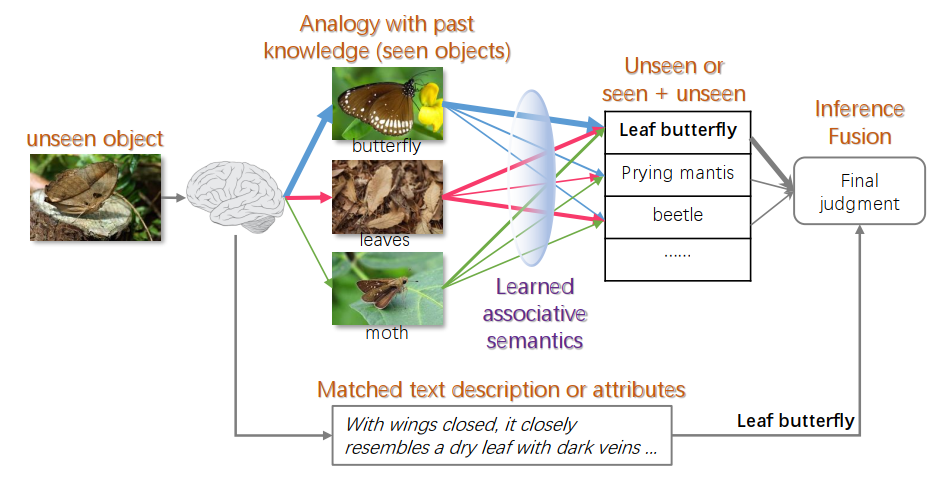 Analogy with past
knowledge (seen objects)
unseen object
butterfly
leaves
moth
Learned
associative
semantics
Unseen or
seen + unseen
Leaf butterfly
Prying mantis
beetle
......
Inference
Fusion
Final
judgment
Matched text description or attributes
With wings closed, it closely
resembles a dry leaf with dark veins ...
Leaf butterfly